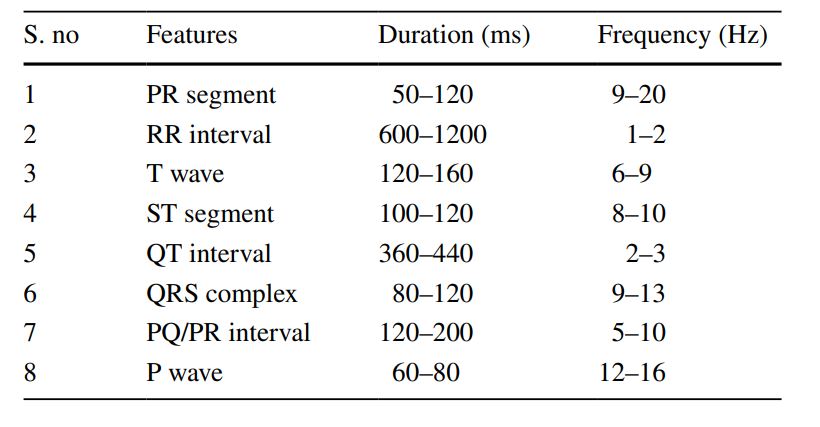 S. no Features Duration (ms) Frequency (Hz)
1 PR segment 50–120 9–20
2 RR interval 600–1200 1–2
3 T wave 120–160 6–9
4 ST segment 100–120 8–10
5 QT interval 360–440 2–3
6 QRS complex 80–120 9–13
7 PQ/PR interval 120–200 5–10
8 P wave 60–80 12–16